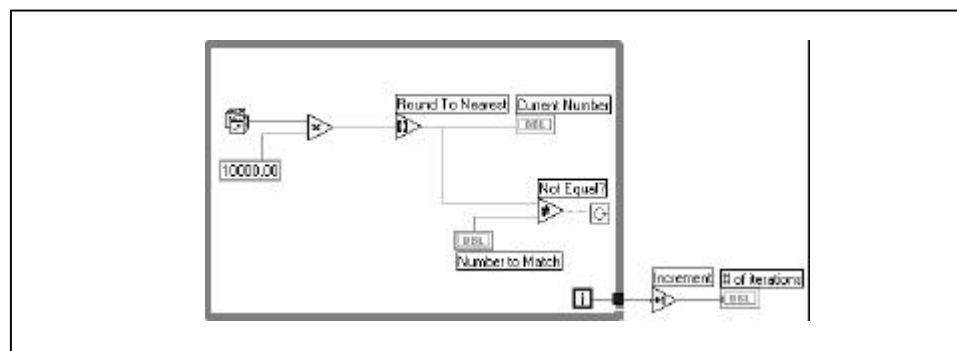 Round To Nearest
Current Number
DBL
10000.00
Not Equal?
DBL
Number to Match
i
Increment
# of iterations
DBL